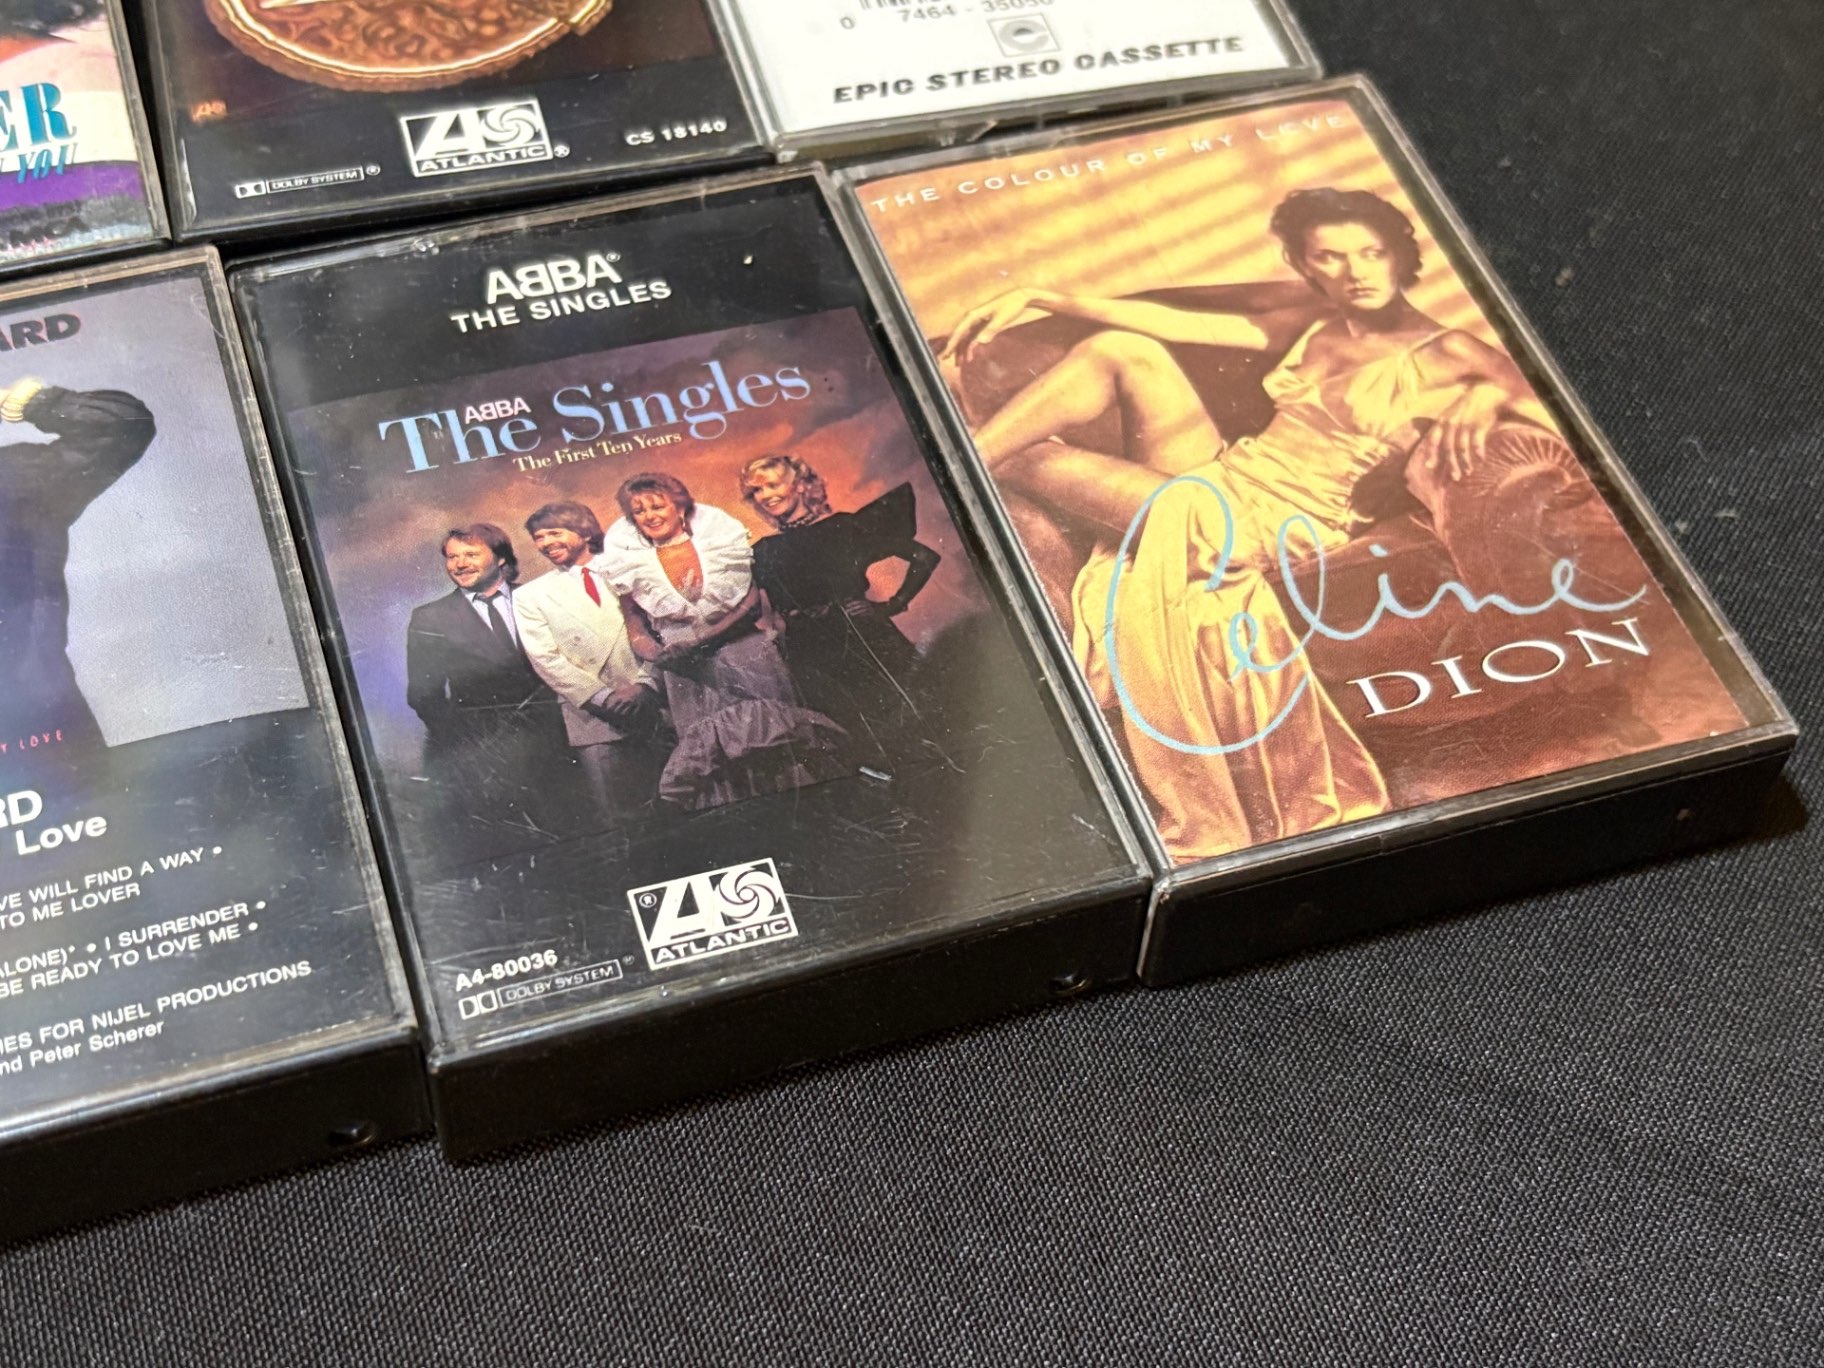 ER
YOU
DOLBY SYSTEM ®
ATLANTIC ®
CS 18140
0 7464 - 35050
EPIC STEREO CASSETTE
ARD
Y LOVE
RD
Love
VE WILL FIND A WAY •
TO ME LOVER
ALONE)* • I SURRENDER •
BE READY TO LOVE ME •
IES FOR NIJEL PRODUCTIONS
nd Peter Scherer
ABBA®
THE SINGLES
ABBA
The Singles
The First Ten Years
A4-80036
DOLBY SYSTEM ®
® ATLANTIC
THE COLOUR OF MY LOVE
Celine
DION